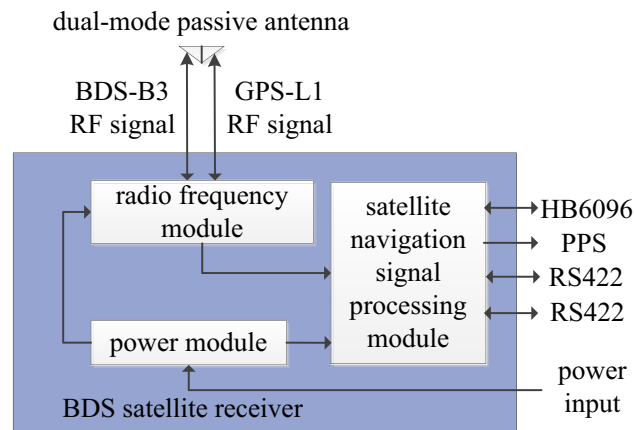 dual-mode passive antenna
BDS-B3
RF signal
GPS-L1
RF signal
radio frequency
module
satellite
navigation
signal
processing
module
HB6096
PPS
RS422
RS422
power module
power
input
BDS satellite receiver